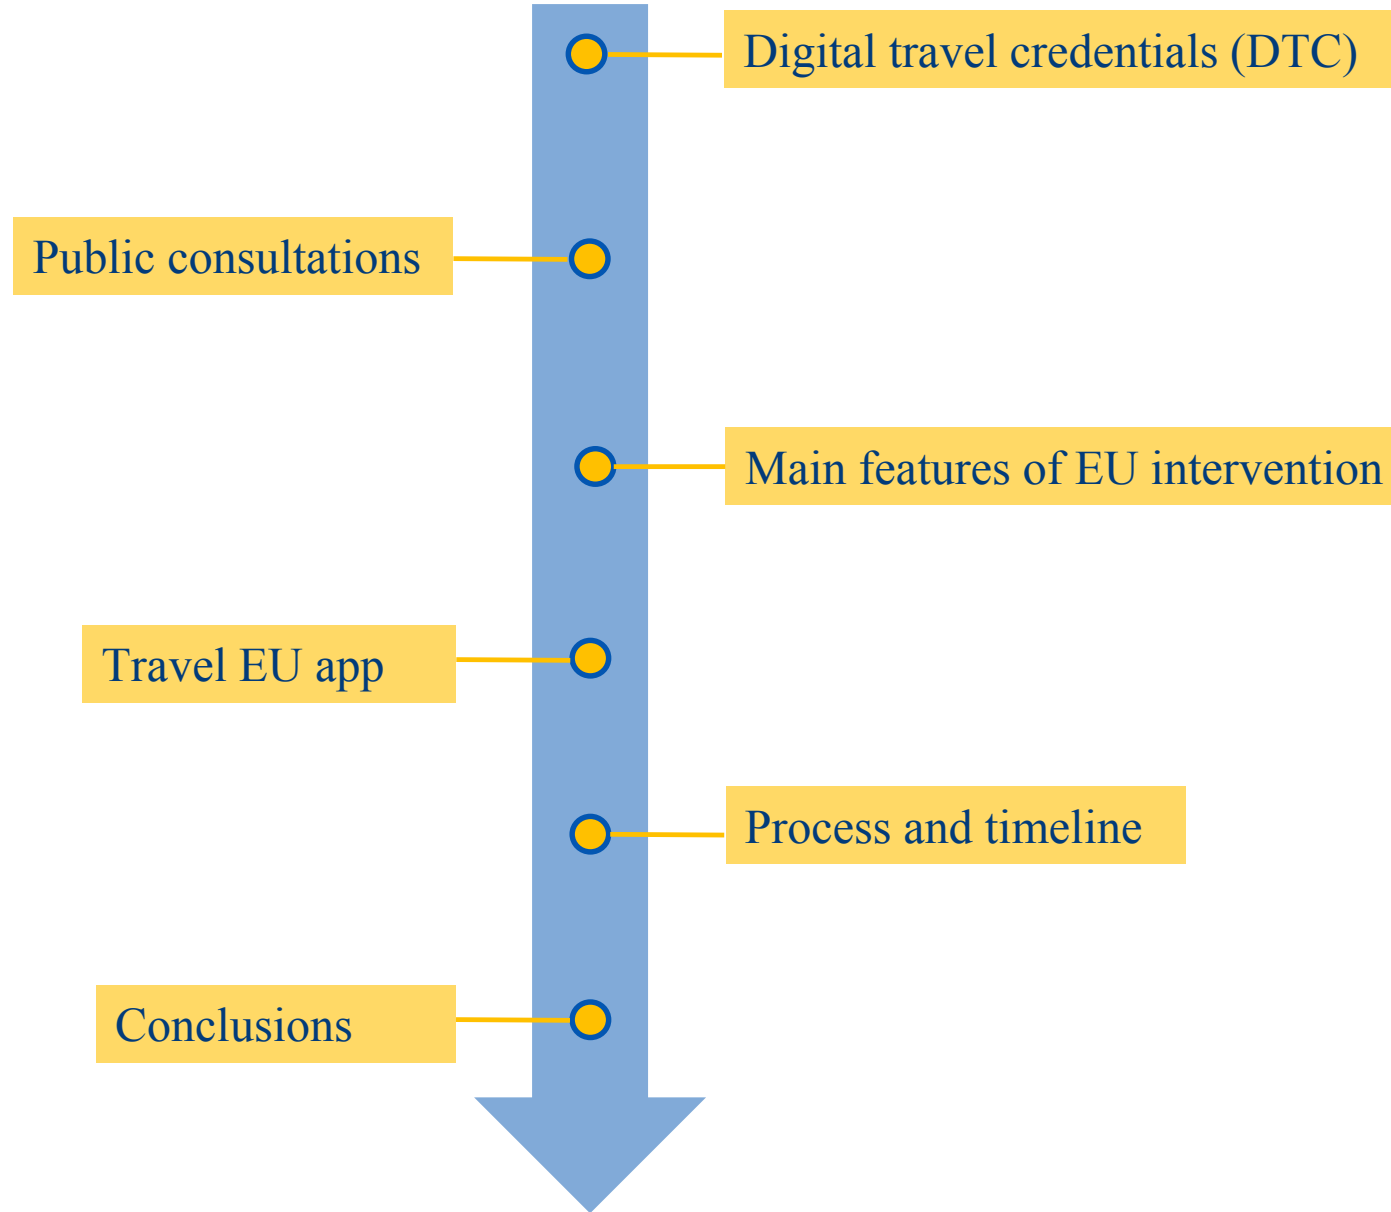 Digital travel credentials (DTC)
Public consultations
Main features of EU intervention
Travel EU app
Process and timeline
Conclusions